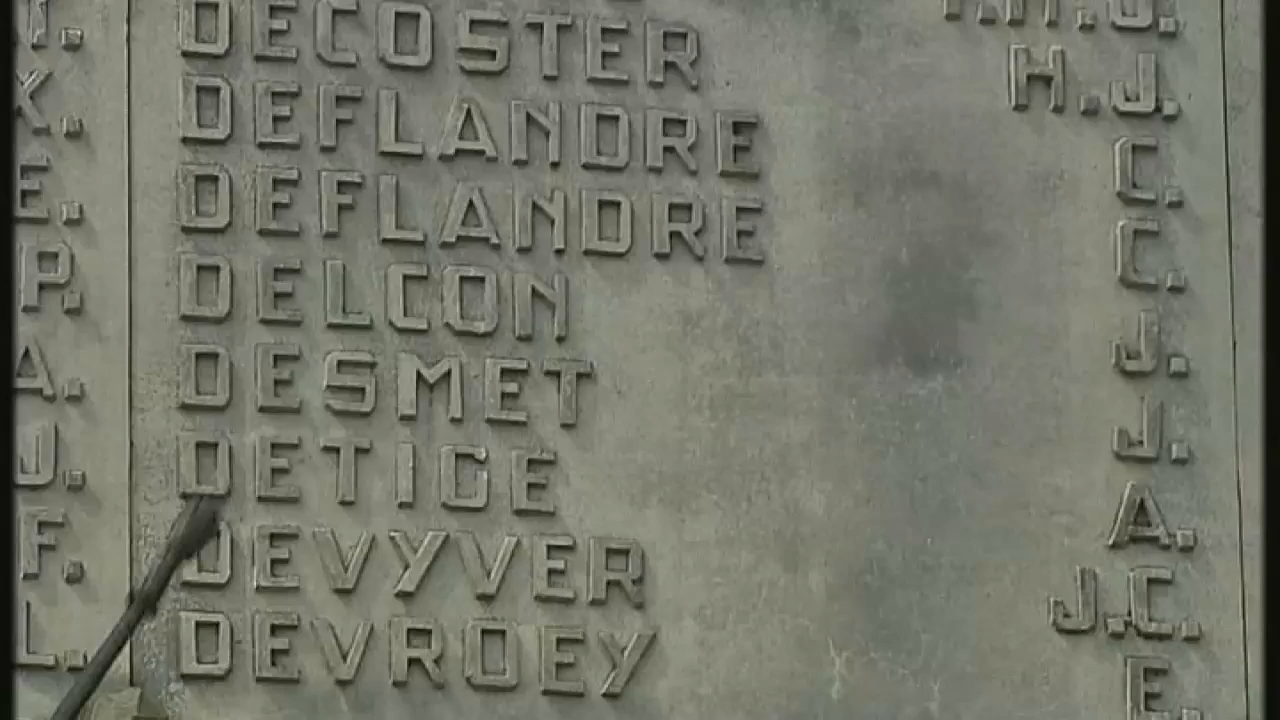 X.
E.
P.
A.
J.
F.
L.
DECOSTER H.J.
DEFLANDRE C.
DEFLANDRE C.
DELCON J.
DESMET J.
DETIGE A.
DEVYVER J.C.
DEVROEY E.